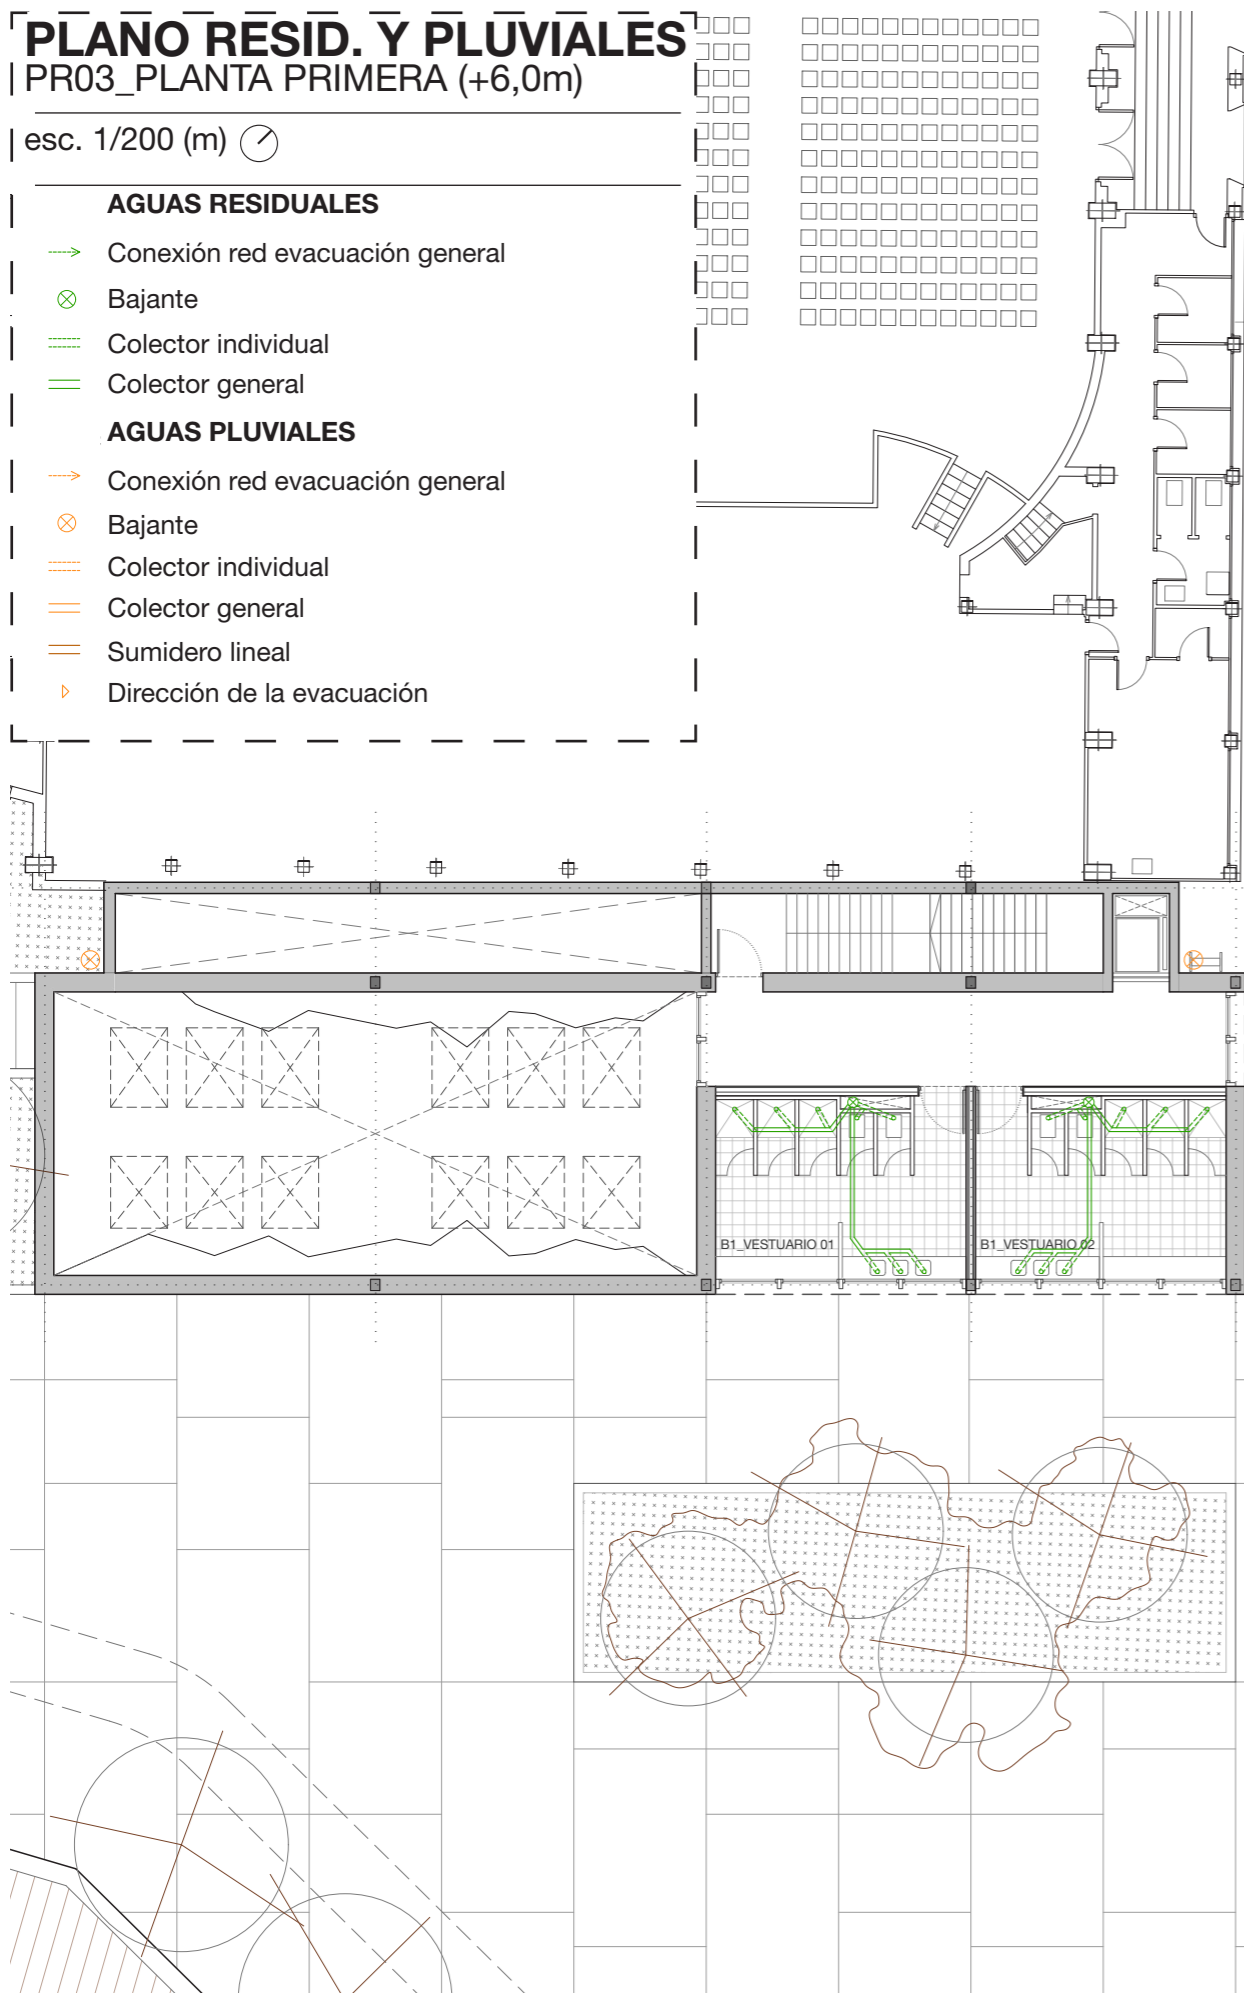 PLANO RESID. Y PLUVIALES
PR03_PLANTA PRIMERA (+6,0m)
esc. 1/200 (m)
AGUAS RESIDUALES
Conexión red evacuación general
Bajante
Colector individual
Colector general
AGUAS PLUVIALES
Conexión red evacuación general
Bajante
Colector individual
Colector general
Sumidero lineal
Dirección de la evacuación
B1_VESTUARIO 01
B1_VESTUARIO 02